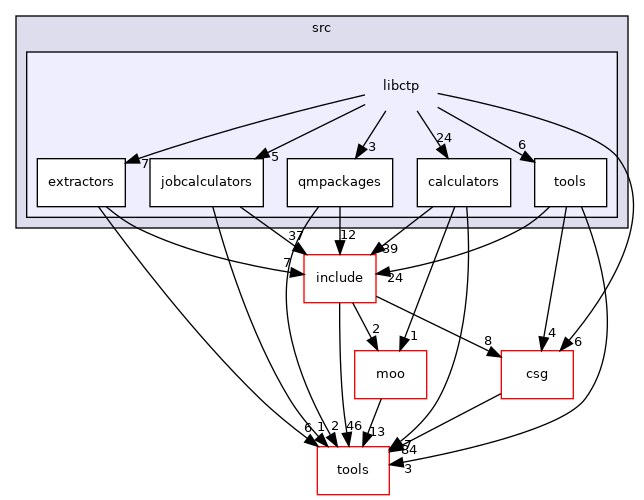 src
libctp
24
6
3
5
7
extractors
jobcalculators
qmpackages
calculators
tools
37
12
39
7
include
24
2
1
8
4
6
moo
csg
6
1
2
46
13
7
84
tools
3